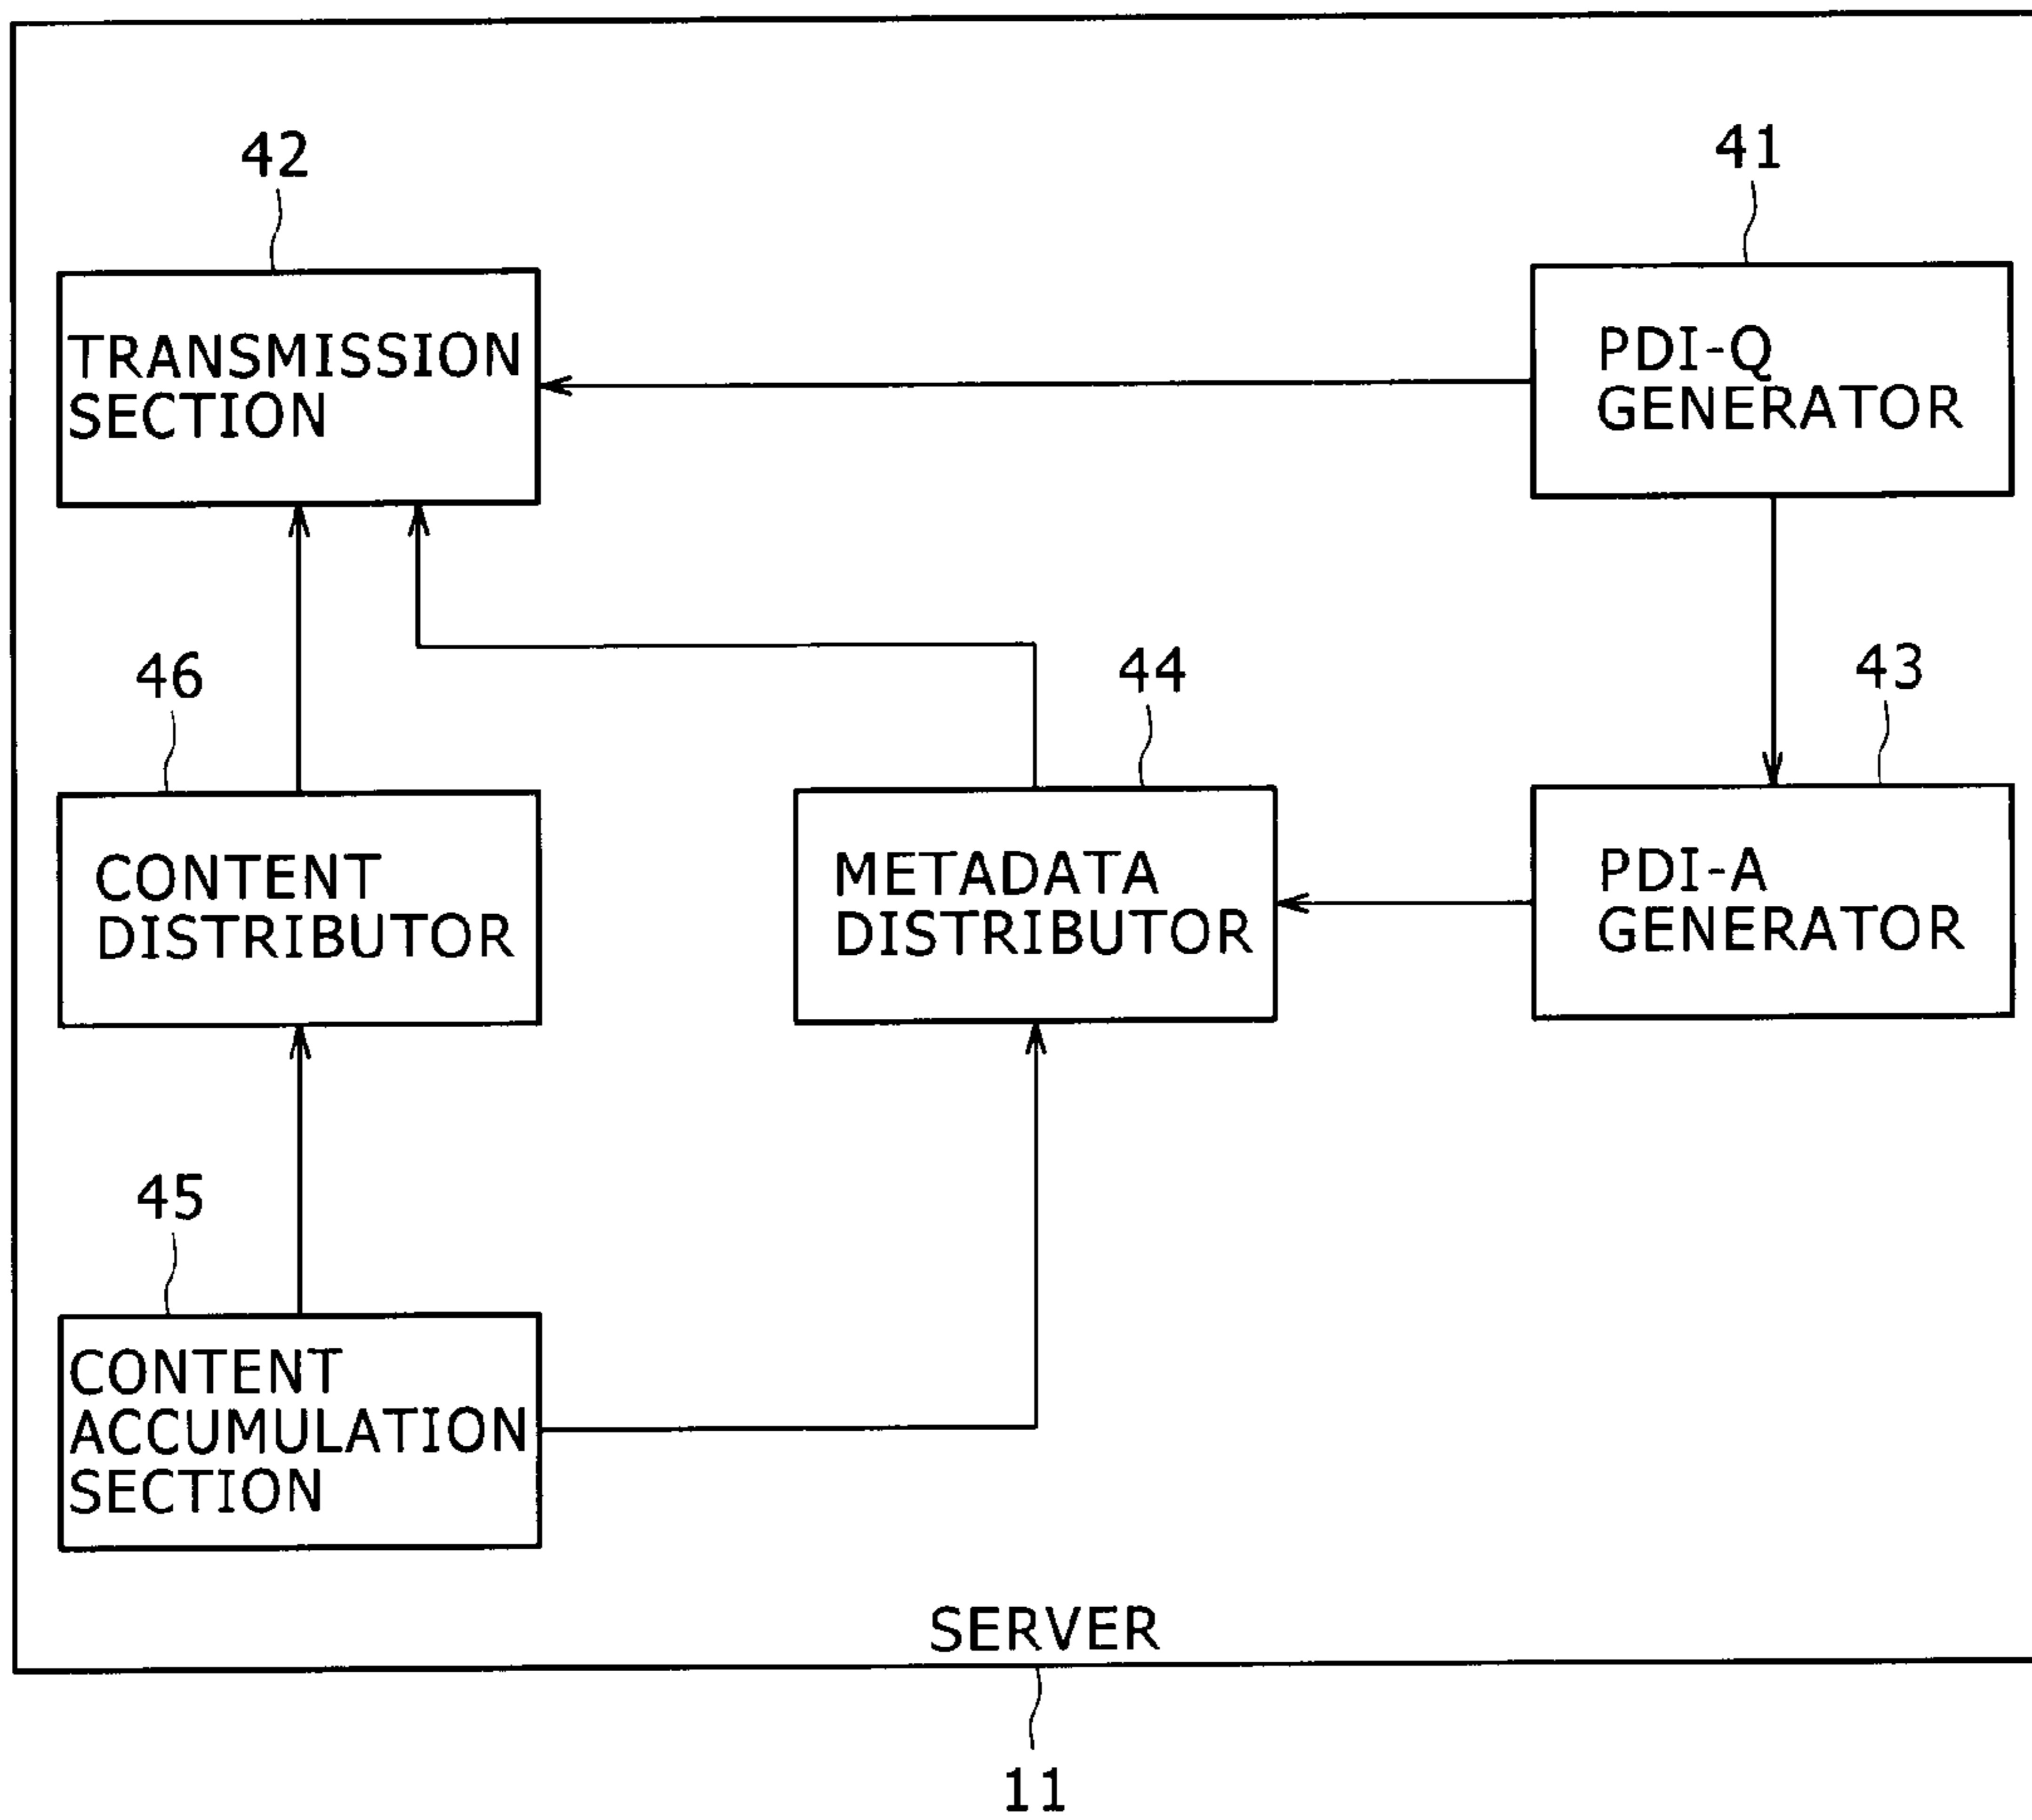 42
41
TRANSMISSION
SECTION
PDI-Q
GENERATOR
46
44
43
CONTENT
DISTRIBUTOR
METADATA
DISTRIBUTOR
PDI-A
GENERATOR
45
CONTENT
ACCUMULATION
SECTION
SERVER
11